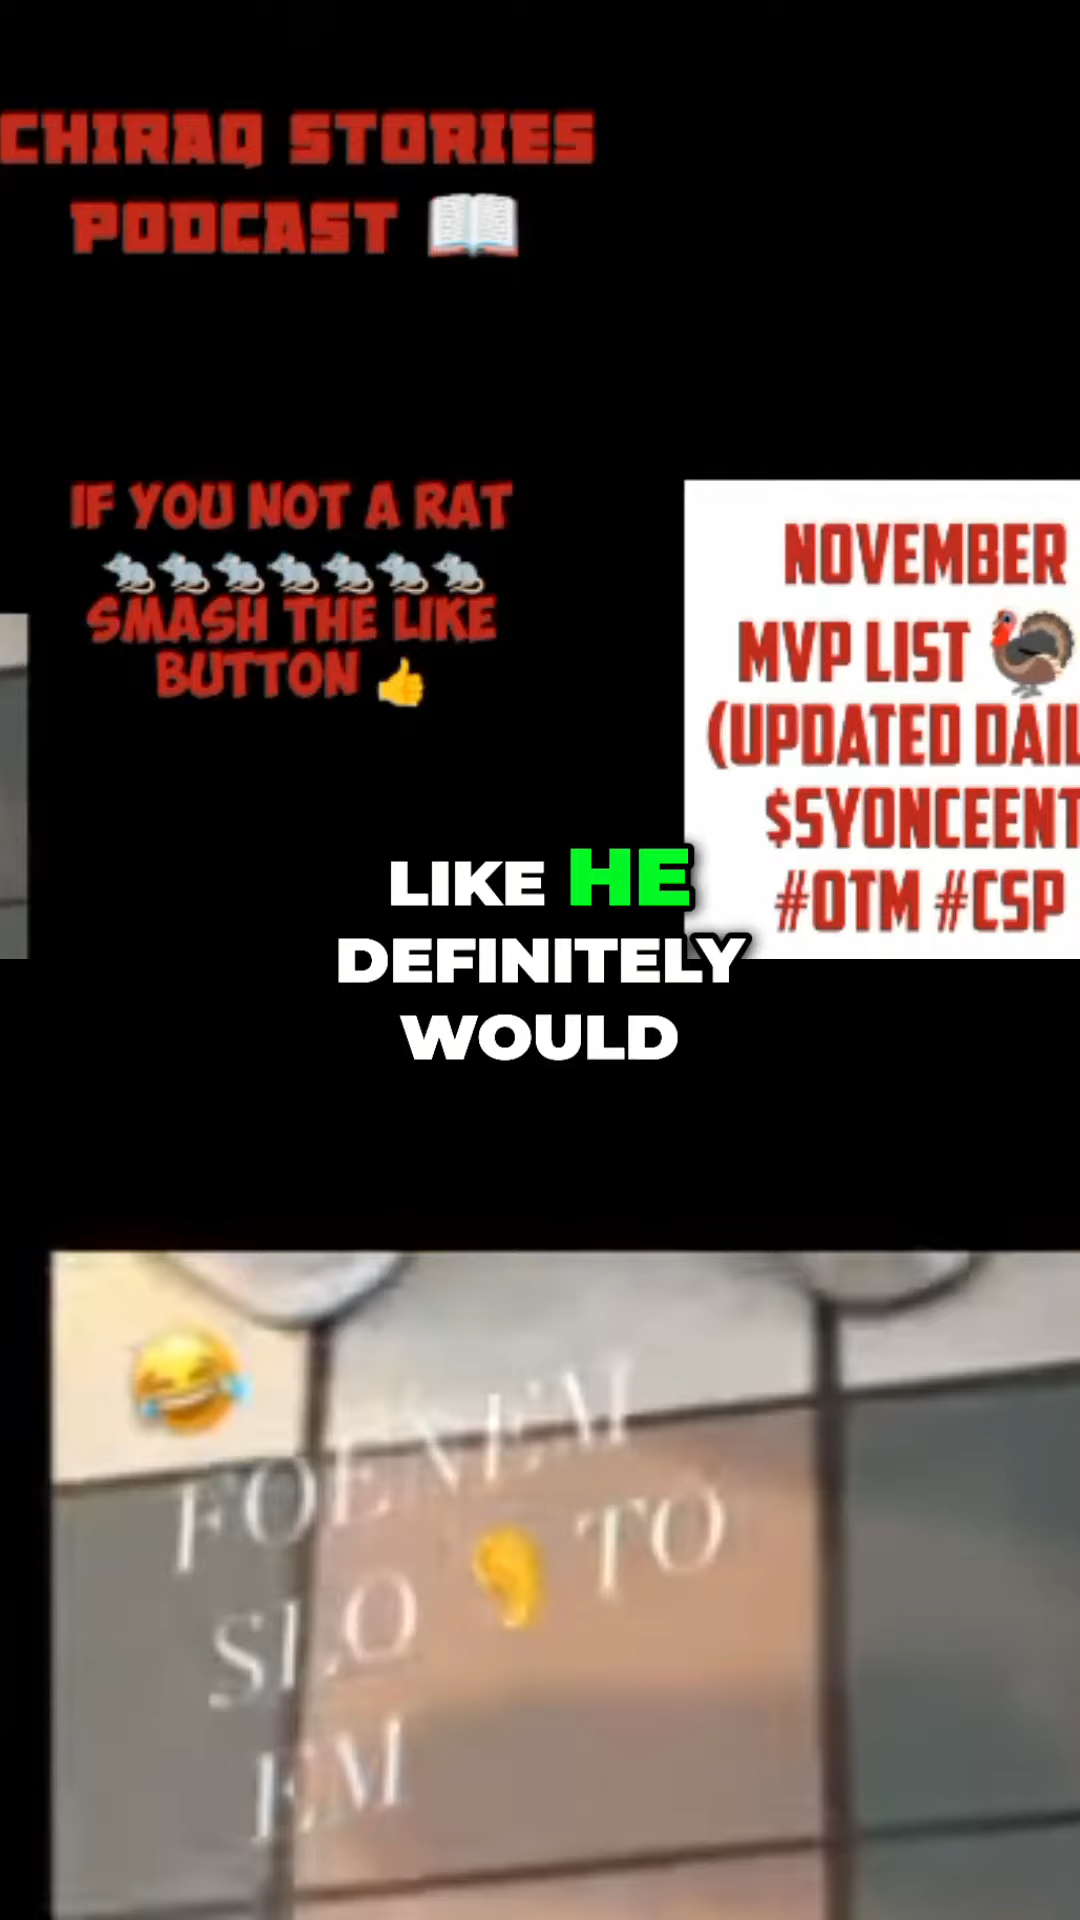 CHIRAQ STORIES
PODCAST 📖
IF YOU NOT A RAT
🐀🐀🐀🐀🐀🐀🐀
SMASH THE LIKE
BUTTON 👍
NOVEMBER
MVP LIST 🦃
(UPDATED DAIL
$SYONCEENT
#OTM #CSP
LIKE HE
DEFINITELY
WOULD
😂
FOENEM
SLO 👂 TO
EM